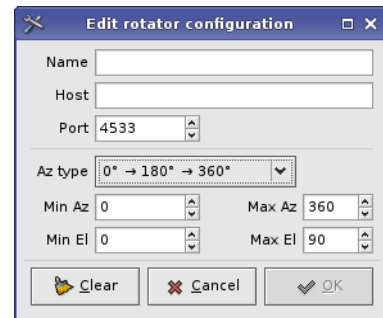 Edit rotator configuration
Name
Host
Port 4533
Az type 0° → 180° → 360°
Min Az 0 Max Az 360
Min El 0 Max El 90
Clear Cancel OK